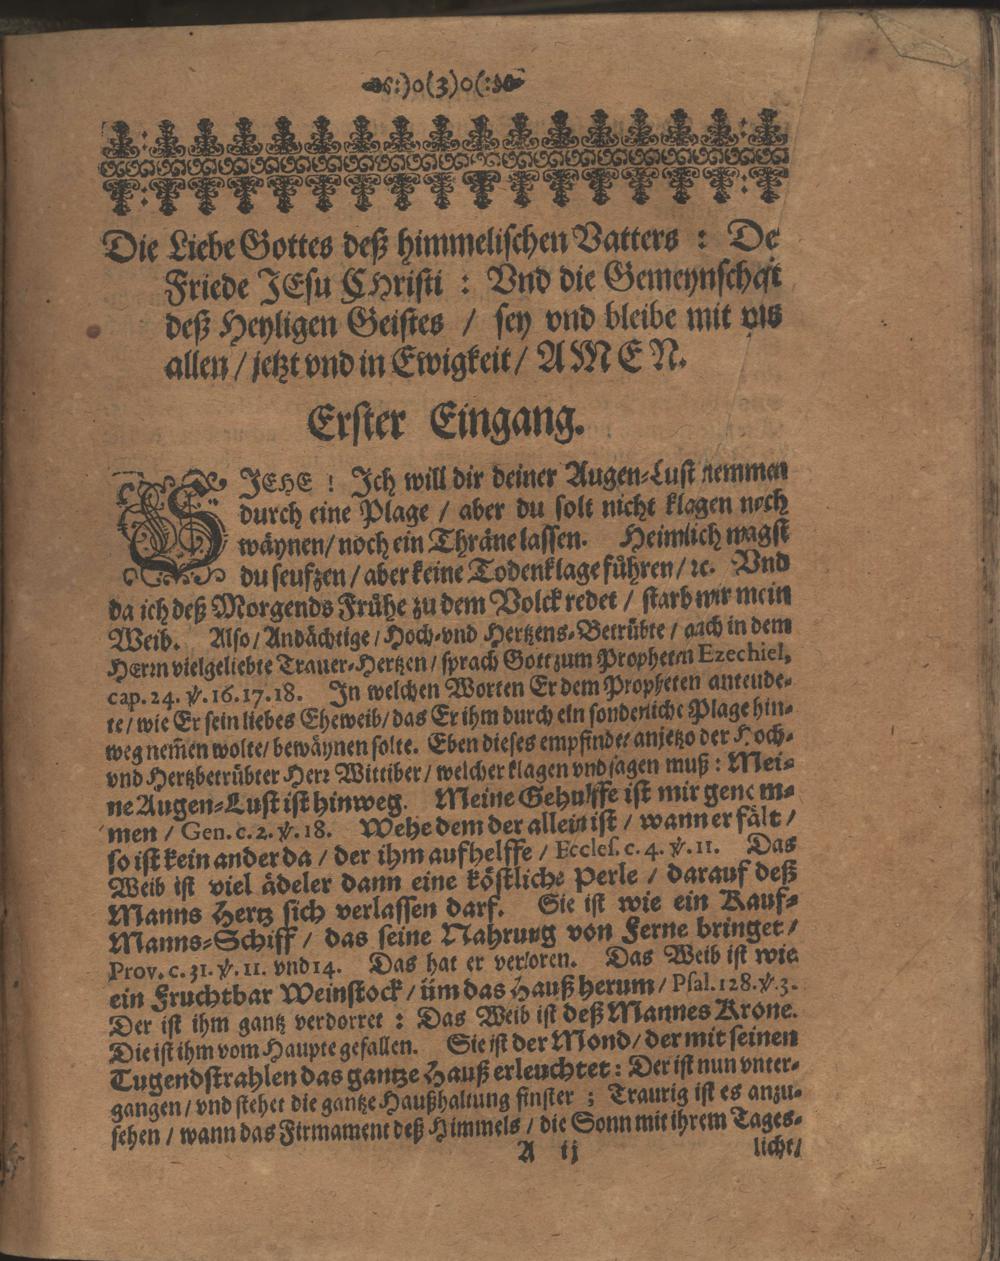 :)o(3)o(:
Die Liebe Gottes deß himmelischen Vatters : De
Friede JEsu CHristi : Vnd die Gemeynschafft
deß Heyligen Geistes / sey vnd bleibe mit vns
allen / jetzt vnd in Ewigkeit / AMEN.
Erster Eingang.
SJEHE ! Jch will dir deiner Augen-Lust nemmen
durch eine Plage / aber du solt nicht klagen noch
wäynen / noch ein Thräne lassen. Heimlich magst
du seufzen / aber keine Todenklage führen / ꝛc. Vnd
da ich deß Morgends Frühe zu dem Volck redet / starb mir mein
Weib. Also / Andächtige / Hoch-vnd Hertzens-Betrübte / auch in dem
HErrn vielgeliebte Trauer-Hertzen / sprach Gott zum Propheten Ezechiel,
cap. 24. ℣. 16. 17. 18. Jn welchen Worten Er dem Propheten anteude-
te / wie Er sein liebes Eheweib / das Er ihm durch ein sonderliche Plage hin-
weg nem̃en wolte / bewäynen solte. Eben dieses empfindet anjetzo der Hoch-
vnd Hertzbetrübter Herr Wittiber / welcher klagen vnd sagen muß : Mei-
ne Augen-Lust ist hinweg. Meine Gehülffe ist mir genom-
men / Gen. c. 2. ℣. 18. Wehe dem der allein ist / wann er fält /
so ist kein ander da / der ihm aufhelffe / Eccles. c. 4. ℣. 11. Das
Weib ist viel ädeler dann eine köstliche Perle / darauf deß
Manns Hertz sich verlassen darf. Sie ist wie ein Kauf-
Manns-Schiff / das seine Nahrung von Ferne bringet /
Prov. c. 31. ℣. 11. vnd 14. Das hat er verloren. Das Weib ist wie
ein Fruchtbar Weinstock / üm das Hauß herum / Psal. 128. ℣. 3.
Der ist ihm gantz verdorret : Das Weib ist deß Mannes Krone.
Die ist ihm vom Haupte gefallen. Sie ist der Mond / der mit seinen
Tugendstrahlen das gantze Hauß erleuchtet : Der ist nun vnter-
gangen / vnd stehet die gantze Haußhaltung finster ; Traurig ist es anzu-
sehen / wann das Firmament deß Himmels / die Sonn mit ihrem Tages-
A ij licht /